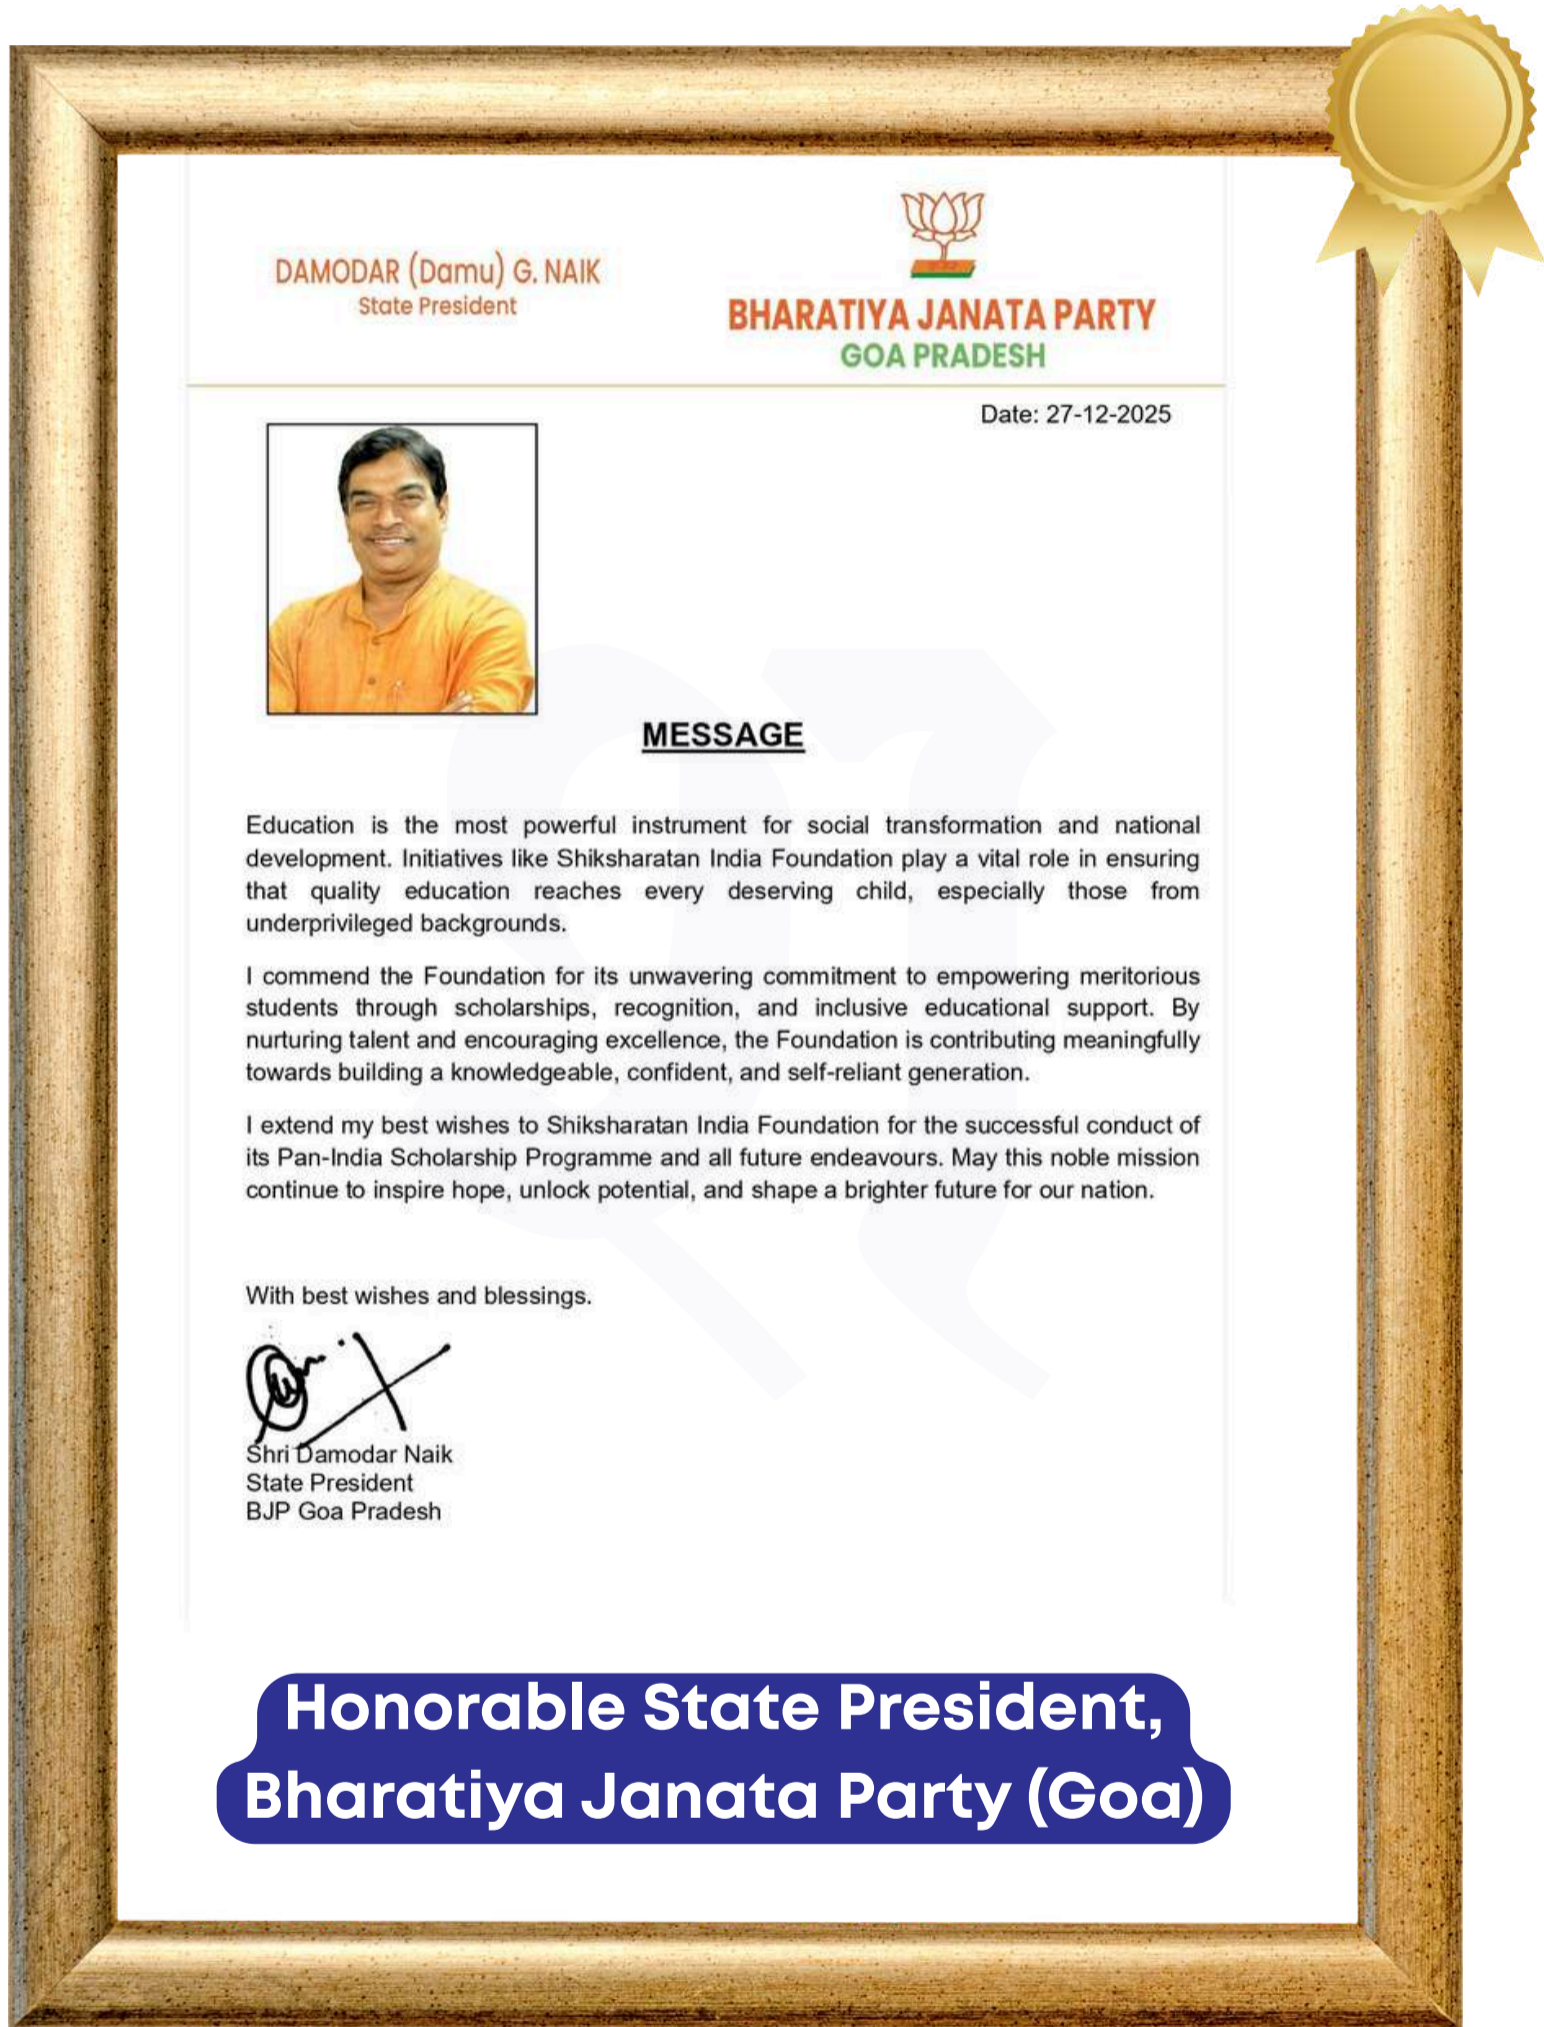 DAMODAR (Damu) G. NAIK
State President
BHARATIYA JANATA PARTY
GOA PRADESH
Date: 27-12-2025
MESSAGE
Education is the most powerful instrument for social transformation and national
development. Initiatives like Shiksharatan India Foundation play a vital role in ensuring
that quality education reaches every deserving child, especially those from
underprivileged backgrounds.
I commend the Foundation for its unwavering commitment to empowering meritorious
students through scholarships, recognition, and inclusive educational support. By
nurturing talent and encouraging excellence, the Foundation is contributing meaningfully
towards building a knowledgeable, confident, and self-reliant generation.
I extend my best wishes to Shiksharatan India Foundation for the successful conduct of
its Pan-India Scholarship Programme and all future endeavours. May this noble mission
continue to inspire hope, unlock potential, and shape a brighter future for our nation.
With best wishes and blessings.
Shri Damodar Naik
State President
BJP Goa Pradesh
Honorable State President,
Bharatiya Janata Party (Goa)